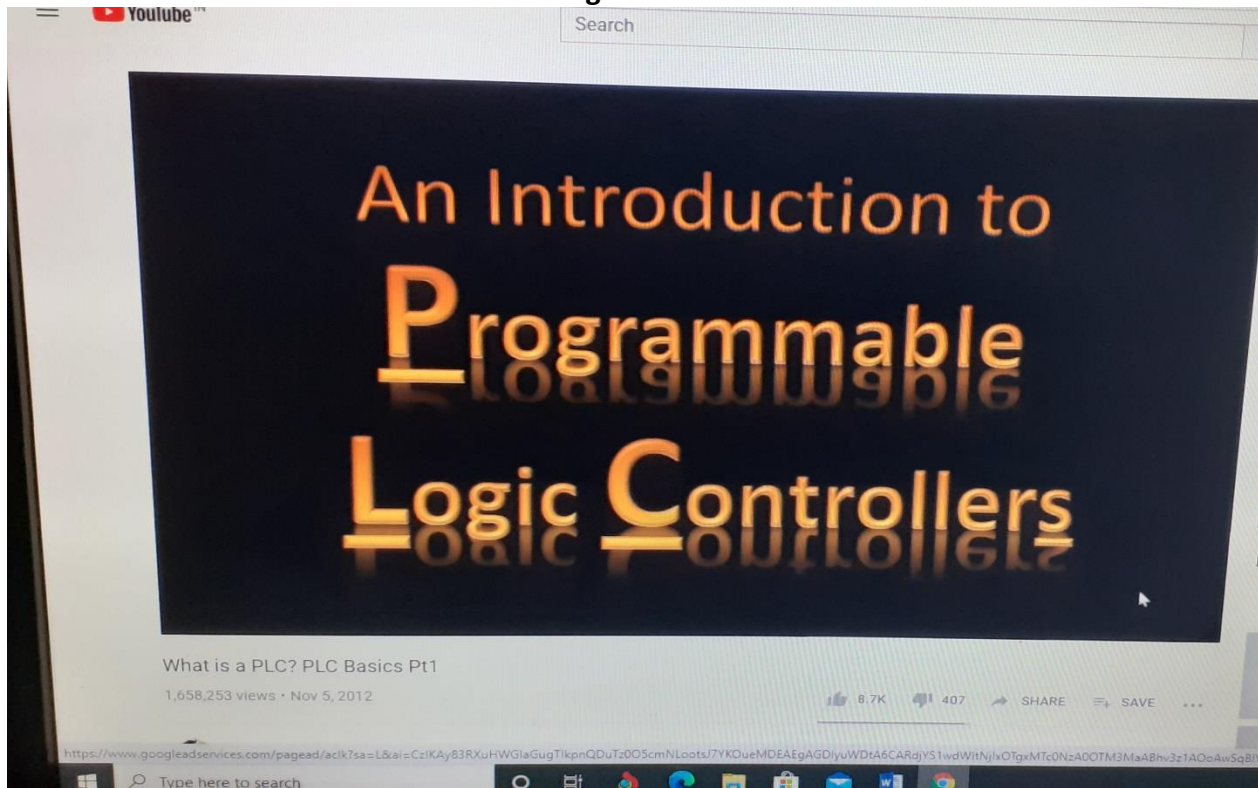 YouTube IN
Search
An Introduction to
Programmable
Logic Controllers
What is a PLC? PLC Basics Pt1
1,658,253 views • Nov 5, 2012
8.7K 407 SHARE SAVE ...
Type here to search